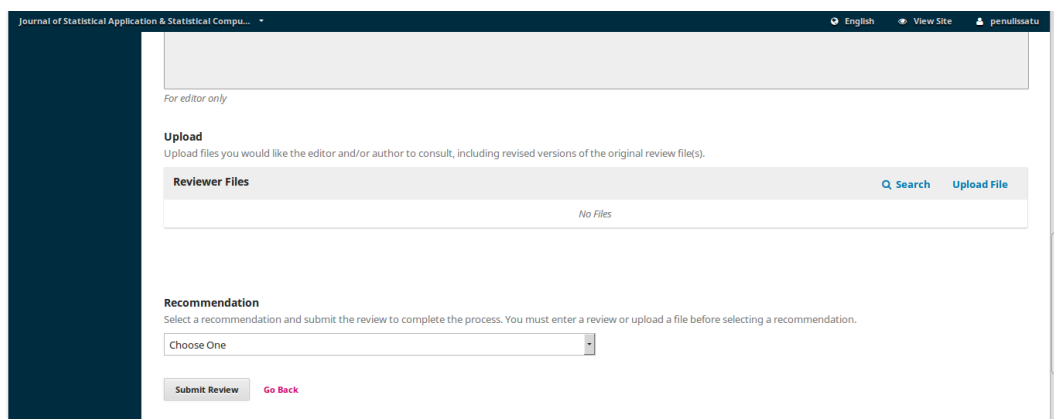 Journal of Statistical Application & Statistical Compu...
English
View Site
penulissatu
For editor only
Upload
Upload files you would like the editor and/or author to consult, including revised versions of the original review file(s).
Reviewer Files
Search
Upload File
No Files
Recommendation
Select a recommendation and submit the review to complete the process. You must enter a review or upload a file before selecting a recommendation.
Choose One
Submit Review
Go Back